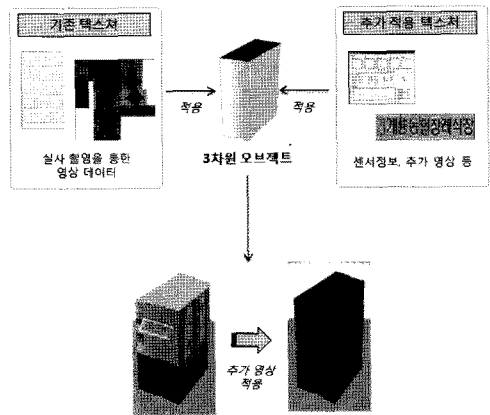 기존 텍스처
추가 적용 텍스처
적용
적용
실사 촬영을 통한
영상 데이터
3차원 오브젝트
센서정보, 추가 영상 등
추가 영상
적용